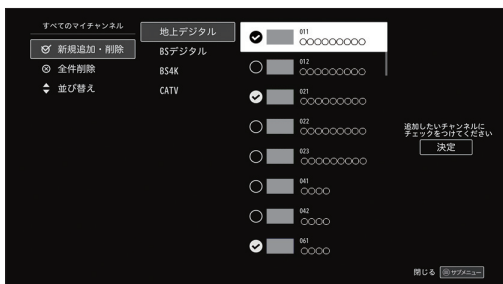 すべてのマイチャンネル
新規追加・削除
全件削除
並び替え
地上デジタル
BSデジタル
BS4K
CATV
011
○○○○○○○○○
012
○○○○○○○○○
021
○○○○○○○○○
022
○○○○○○○○○
023
○○○○○○○○○
041
○○○○
042
○○○○
061
○○○○
追加したいチャンネルに
チェックをつけてください
決定
閉じる サブメニュー